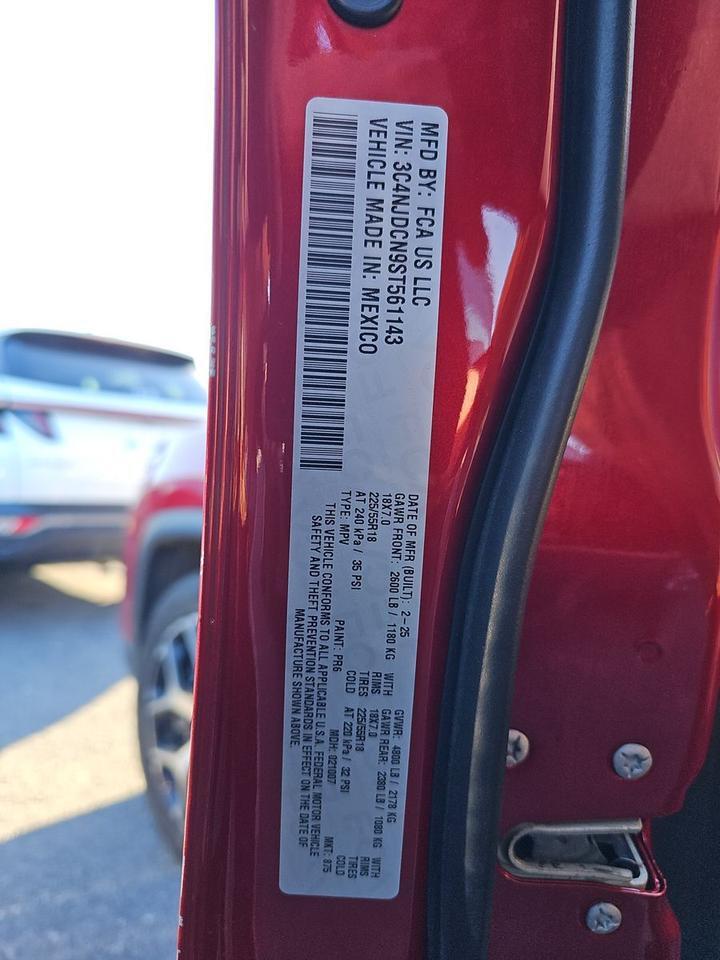 MFD BY: FCA US LLC
VIN: 3C4NJDCN9ST561143
VEHICLE MADE IN: MEXICO
DATE OF MFR (BUILT): 2-25 GVWR: 4800 LB / 2178 KG
GAWR FRONT: 2600 LB / 1180 KG WITH GAWR REAR: 2380 LB / 1080 KG WITH
18X7.0 RIMS 18X7.0 RIMS
225/55R18 TIRES 225/55R18 TIRES
AT 240 kPa / 35 PSI COLD AT 220 kPa / 32 PSI COLD
TYPE: MPV PAINT: PR6 MDH: 021007 MKT: 875
THIS VEHICLE CONFORMS TO ALL APPLICABLE U.S.A. FEDERAL MOTOR VEHICLE
SAFETY AND THEFT PREVENTION STANDARDS IN EFFECT ON THE DATE OF
MANUFACTURE SHOWN ABOVE.